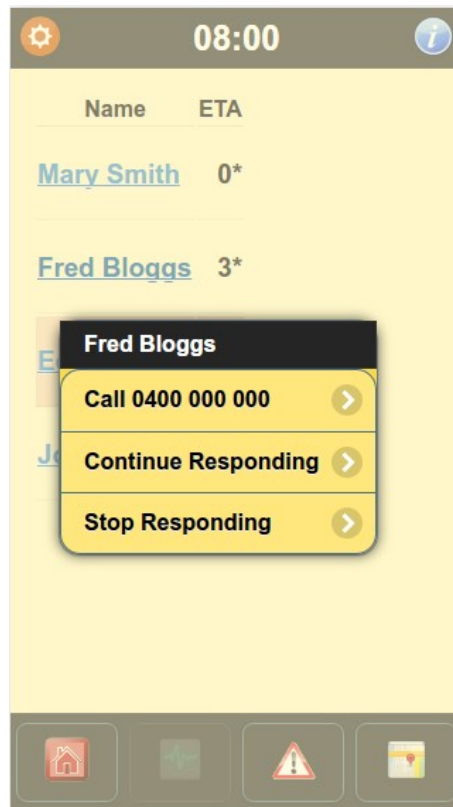 08:00
Name ETA
Mary Smith 0*
Fred Bloggs 3*
Fred Bloggs
Call 0400 000 000
Continue Responding
Stop Responding